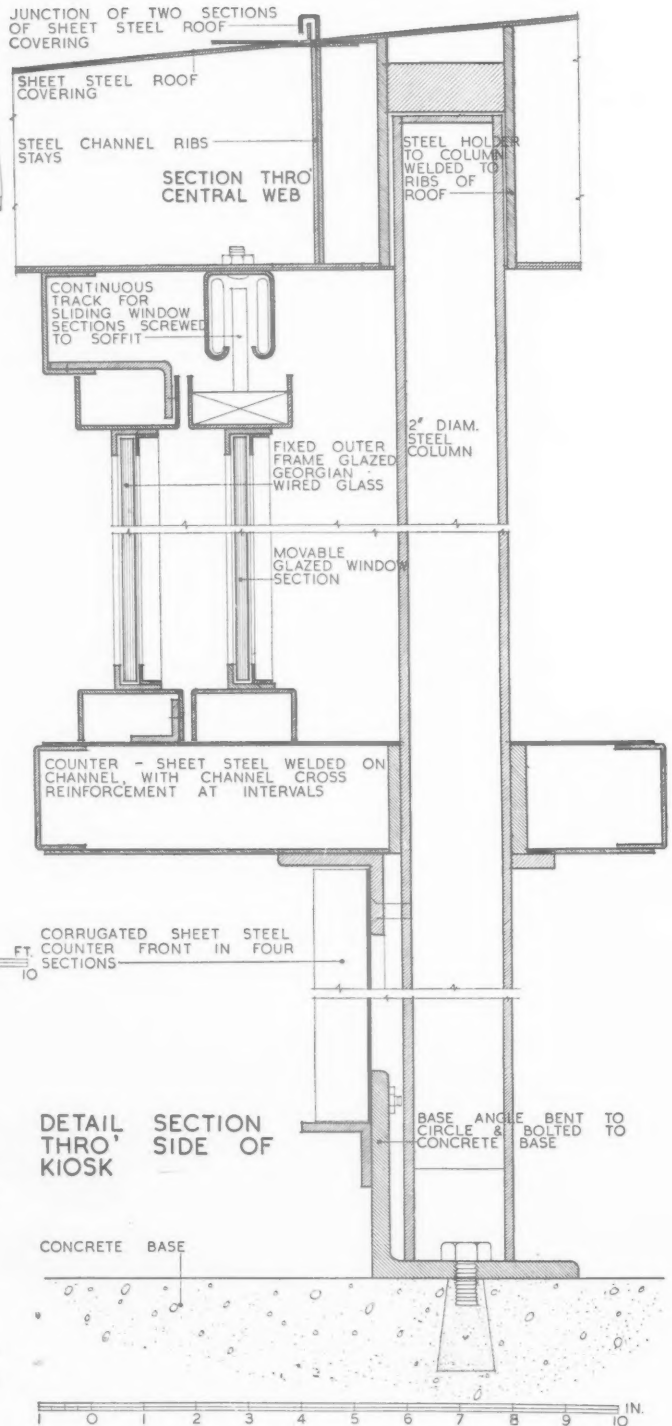 JUNCTION OF TWO SECTIONS
OF SHEET STEEL ROOF
COVERING
SHEET STEEL ROOF
COVERING
STEEL CHANNEL RIBS
STAYS
SECTION THRO'
CENTRAL WEB
STEEL HOLDER
TO COLUMN
WELDED TO
RIBS OF
ROOF
CONTINUOUS
TRACK FOR
SLIDING WINDOW
SECTIONS SCREWED
TO SOFFIT
2" DIAM.
STEEL
COLUMN
FIXED OUTER
FRAME GLAZED
GEORGIAN
WIRED GLASS
MOVABLE
GLAZED WINDOW
SECTION
COUNTER - SHEET STEEL WELDED ON
CHANNEL, WITH CHANNEL CROSS
REINFORCEMENT AT INTERVALS
CORRUGATED SHEET STEEL
COUNTER FRONT IN FOUR
SECTIONS
FT.
10
DETAIL SECTION
THRO' SIDE OF
KIOSK
BASE ANGLE BENT TO
CIRCLE & BOLTED TO
CONCRETE BASE
CONCRETE BASE
IN.
1 0 1 2 3 4 5 6 7 8 9 10